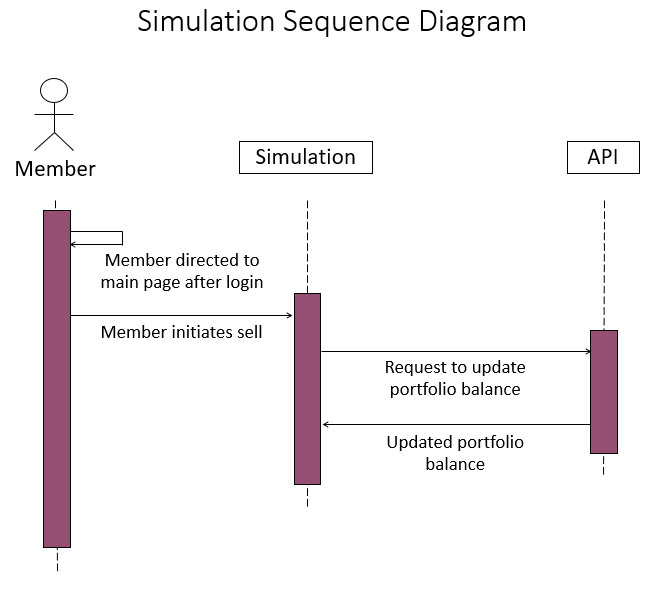 Simulation Sequence Diagram
Member
Simulation
API
Member directed to
main page after login
Member initiates sell
Request to update
portfolio balance
Updated portfolio
balance